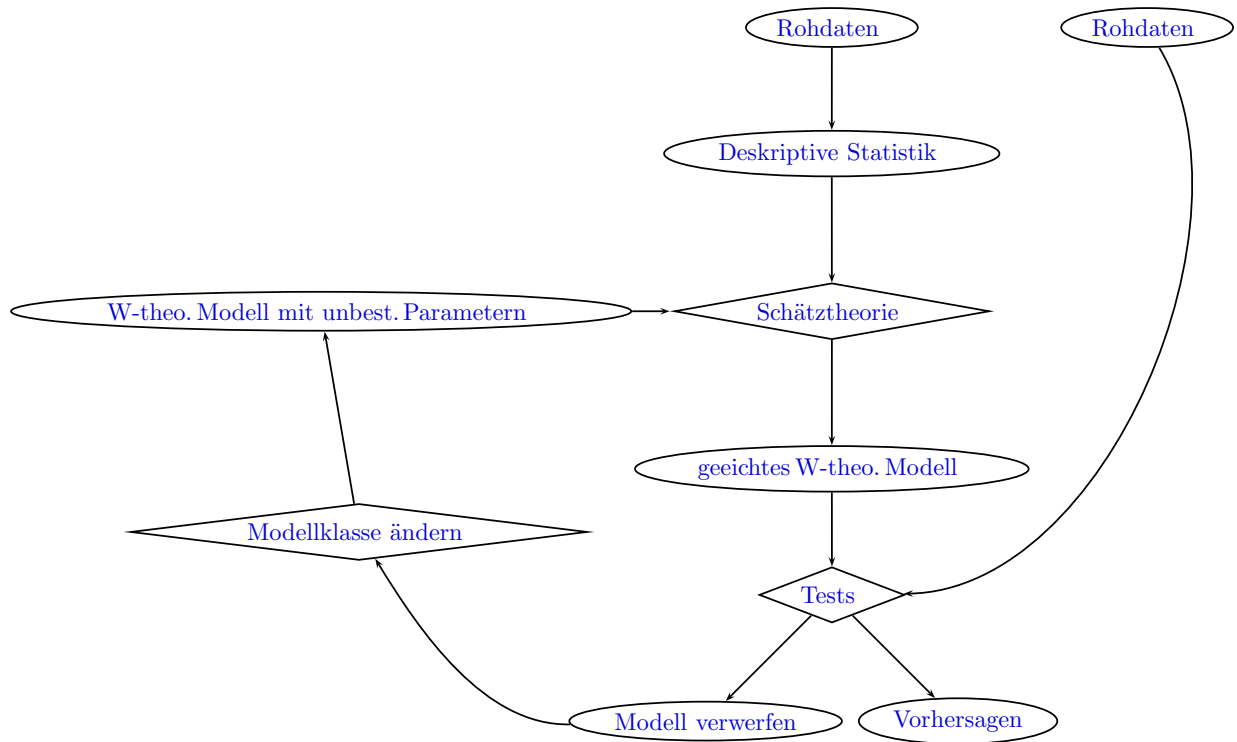 Rohdaten
Rohdaten
Deskriptive Statistik
W-theo. Modell mit unbest. Parametern
Schätztheorie
geeichtes W-theo. Modell
Modellklasse ändern
Tests
Modell verwerfen
Vorhersagen